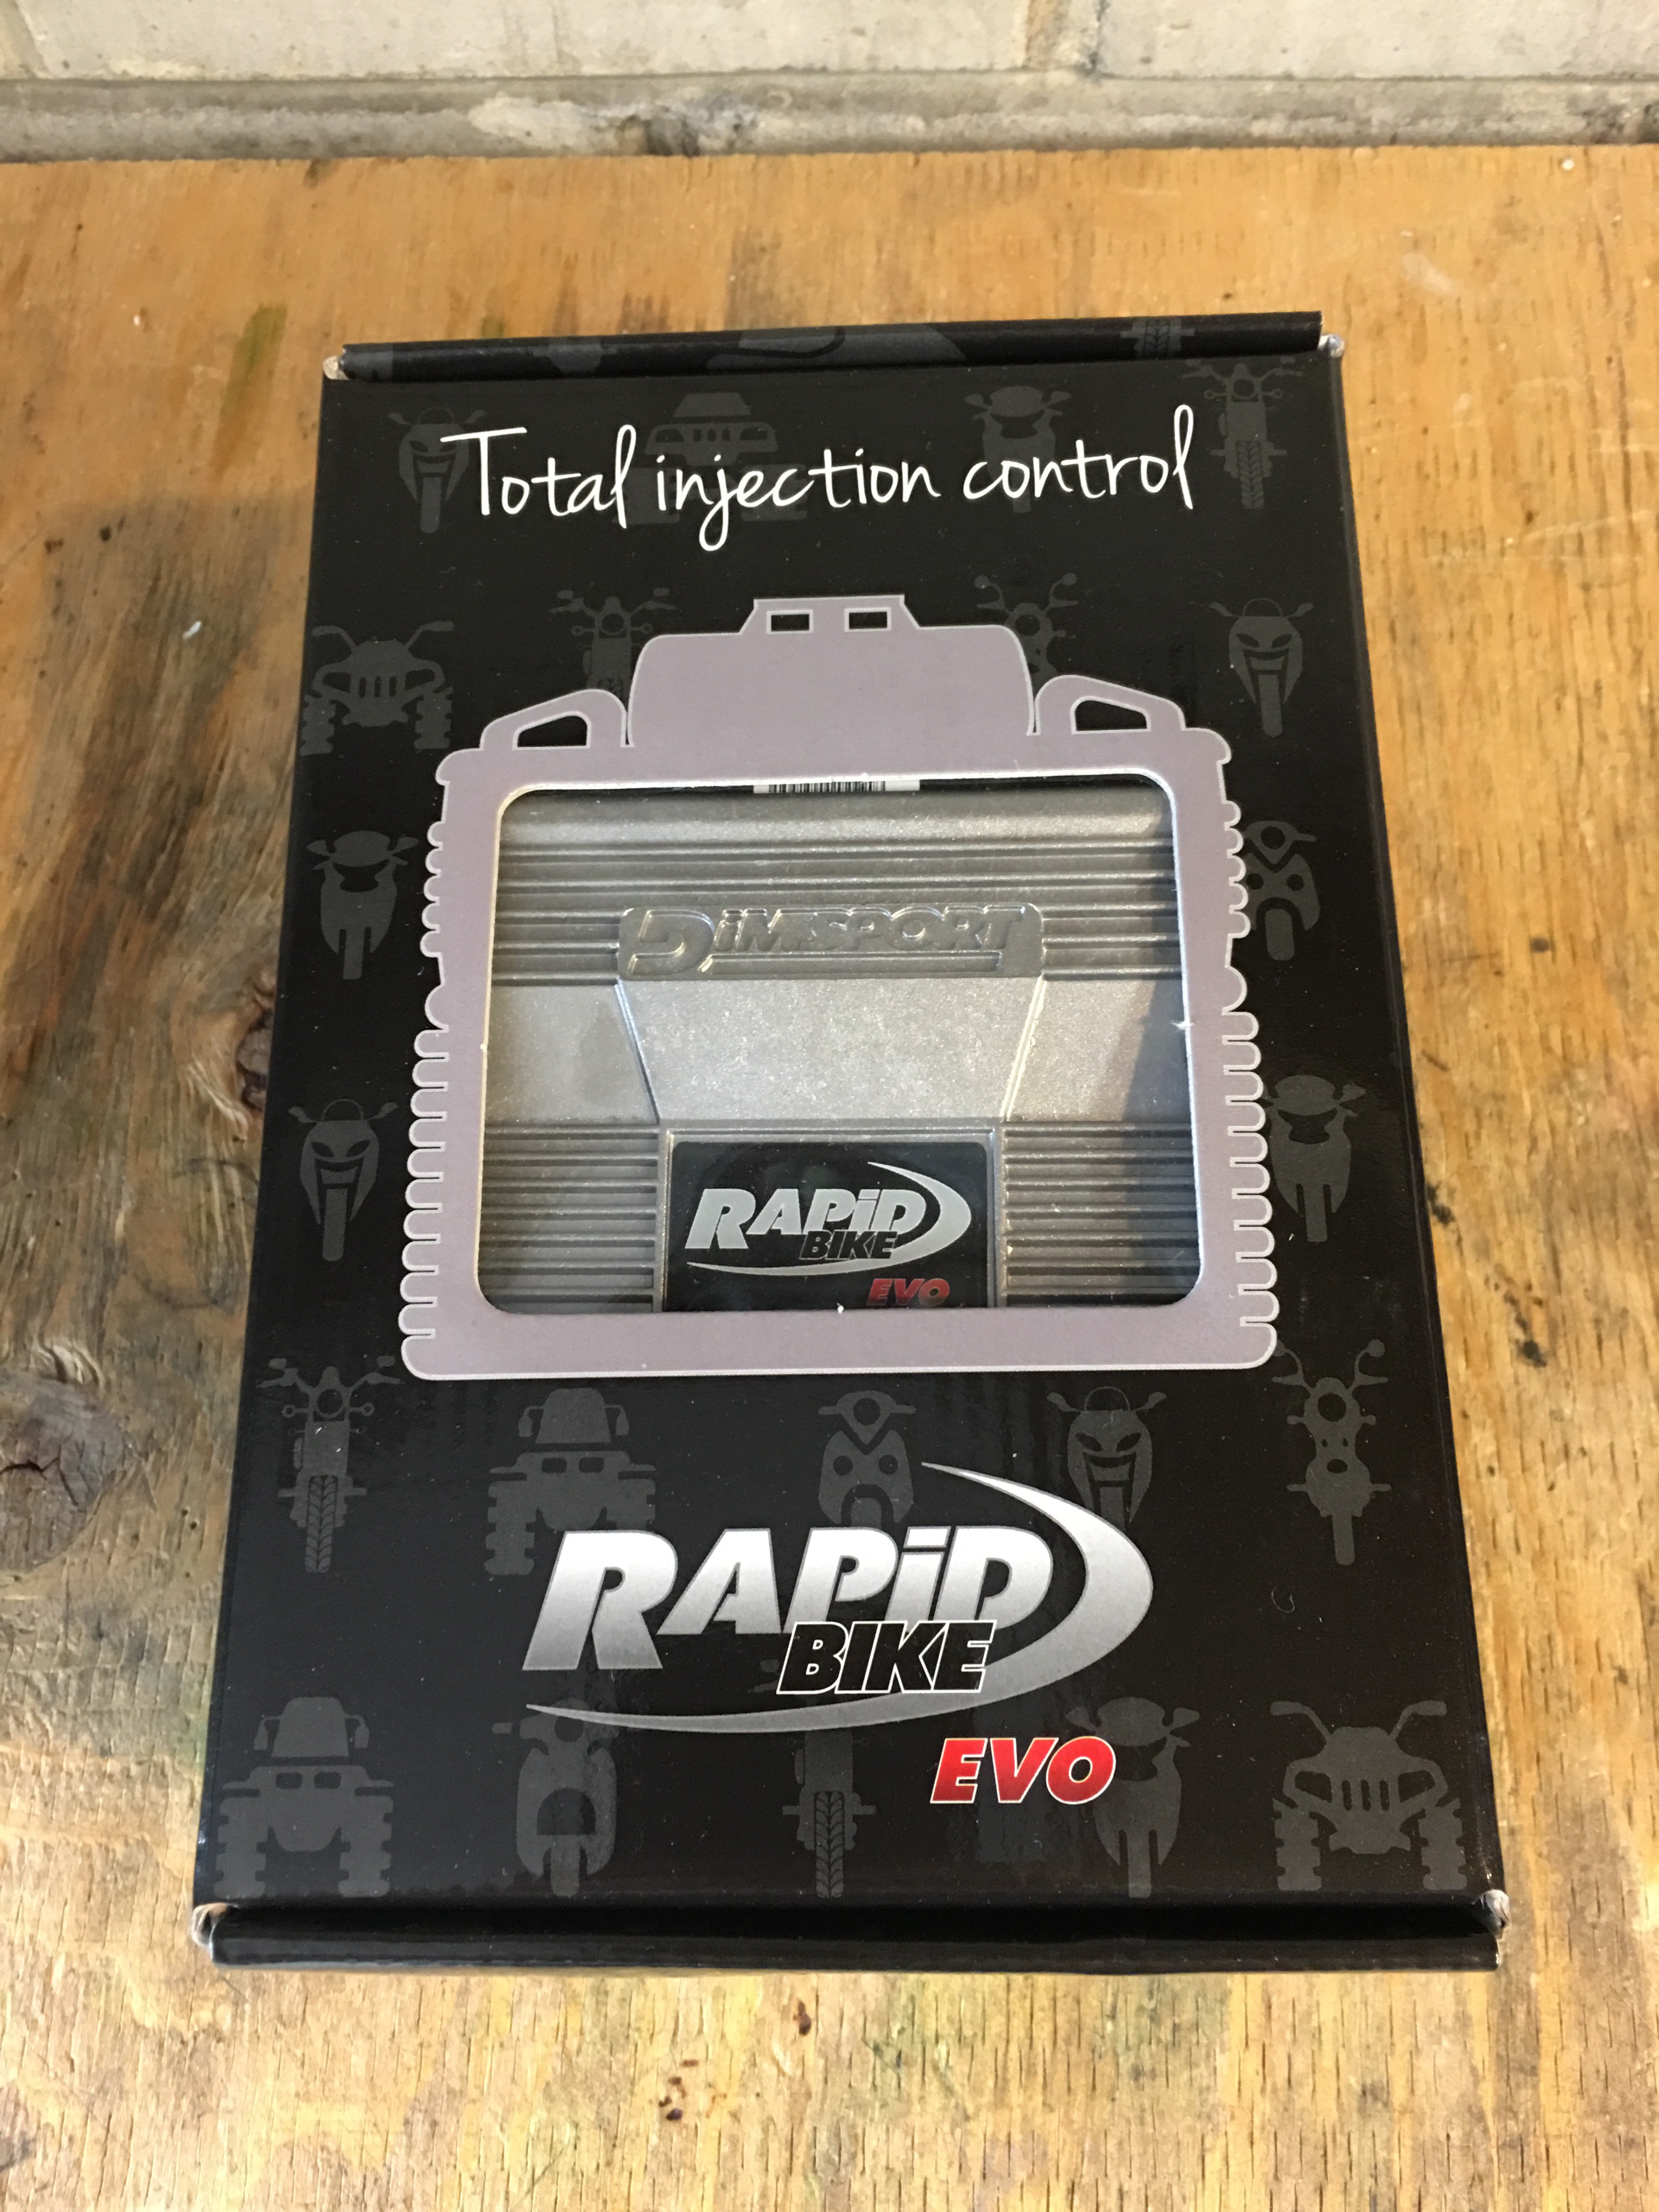 Total injection control
DiMSPORT
RAPiD
BIKE
EVO
RAPiD
BIKE
EVO